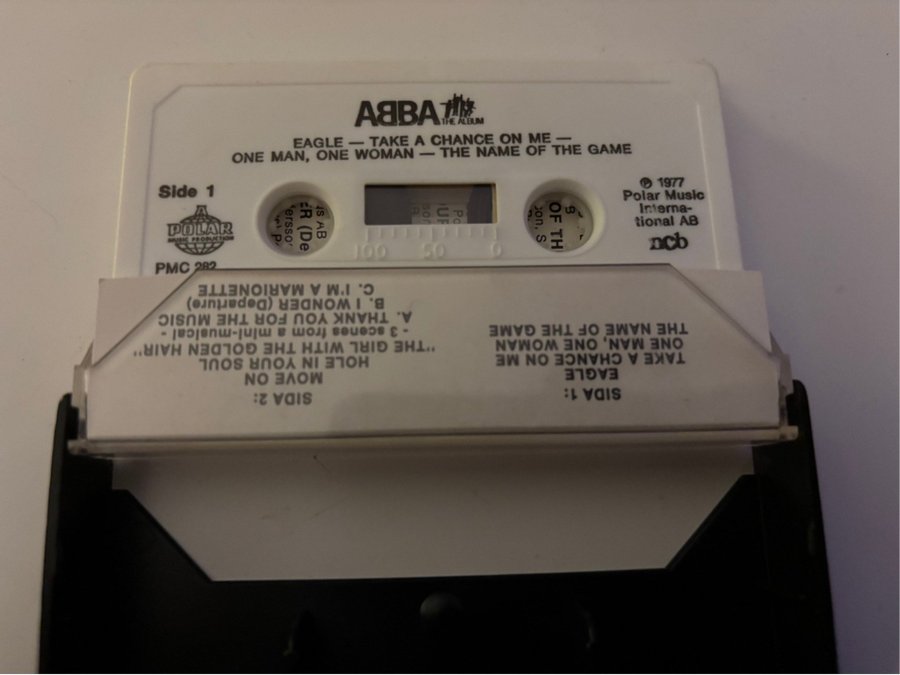 ABBA
THE ALBUM
EAGLE — TAKE A CHANCE ON ME —
ONE MAN, ONE WOMAN — THE NAME OF THE GAME
Side 1
POLAR
MUSIC PRODUCTION
PMC 282
℗ 1977
Polar Music
Interna-
tional AB
ncb
100 50 0
SIDA 1:
EAGLE
TAKE A CHANCE ON ME
ONE MAN, ONE WOMAN
THE NAME OF THE GAME
SIDA 2:
MOVE ON
HOLE IN YOUR SOUL
"THE GIRL WITH THE GOLDEN HAIR"
- 3 scenes from a mini-musical -
A. THANK YOU FOR THE MUSIC
B. I WONDER (Departure)
C. I'M A MARIONETTE